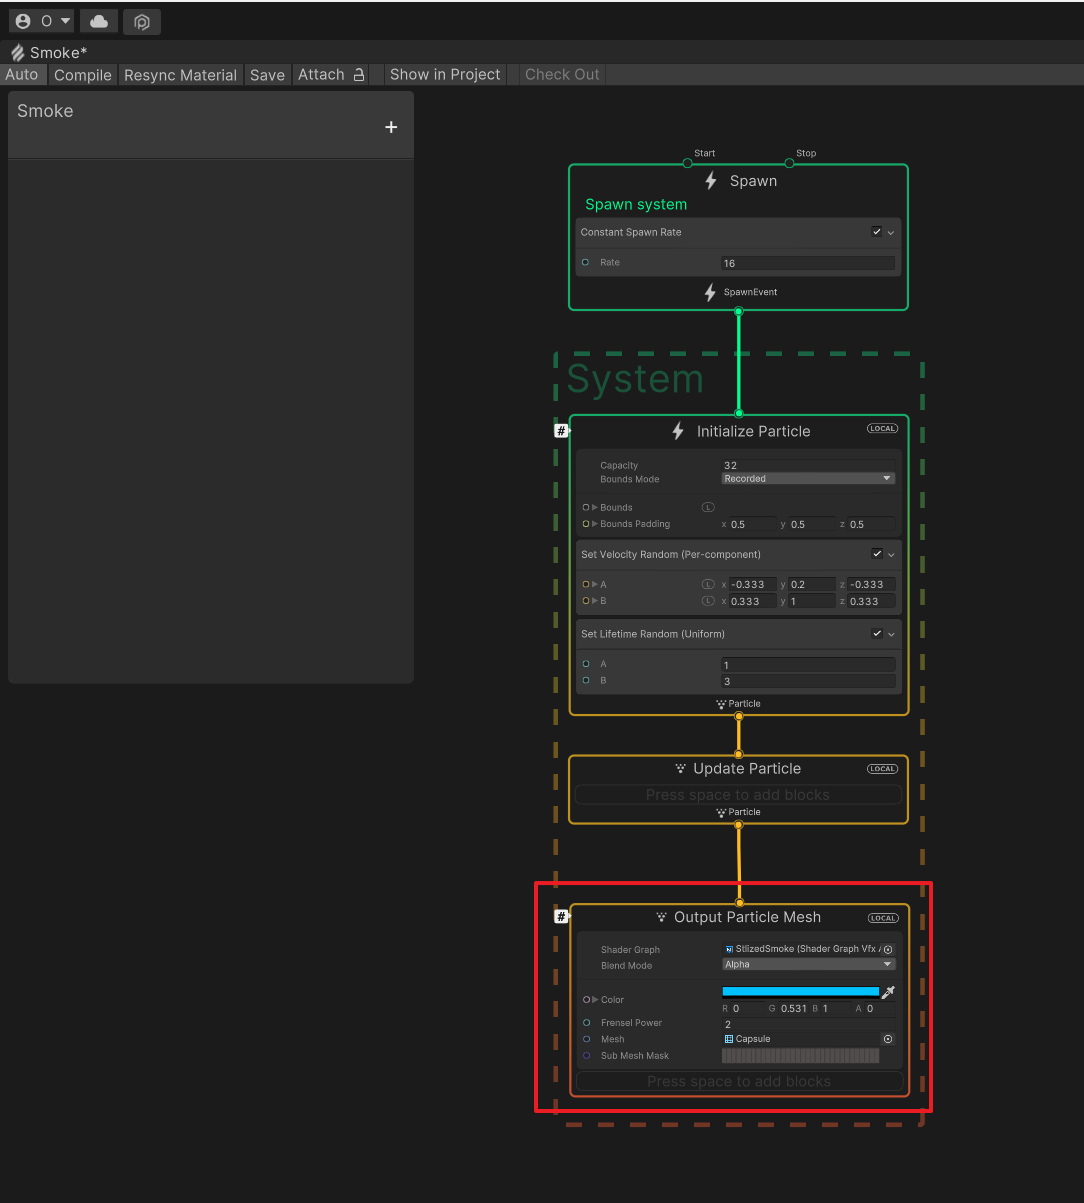 O
Smoke*
Auto Compile Resync Material Save Attach Show in Project Check Out
Smoke
+
Start Stop
Spawn
Spawn system
Constant Spawn Rate
Rate 16
SpawnEvent
System
# Initialize Particle LOCAL
Capacity 32
Bounds Mode Recorded
Bounds L
Bounds Padding x 0.5 y 0.5 z 0.5
Set Velocity Random (Per-component)
A L x -0.333 y 0.2 z -0.333
B L x 0.333 y 1 z 0.333
Set Lifetime Random (Uniform)
A 1
B 3
Particle
Update Particle LOCAL
Press space to add blocks
Particle
# Output Particle Mesh LOCAL
Shader Graph StlizedSmoke (Shader Graph Vfx
Blend Mode Alpha
Color
R 0 G 0.531 B 1 A 0
Frensel Power 2
Mesh Capsule
Sub Mesh Mask
Press space to add blocks